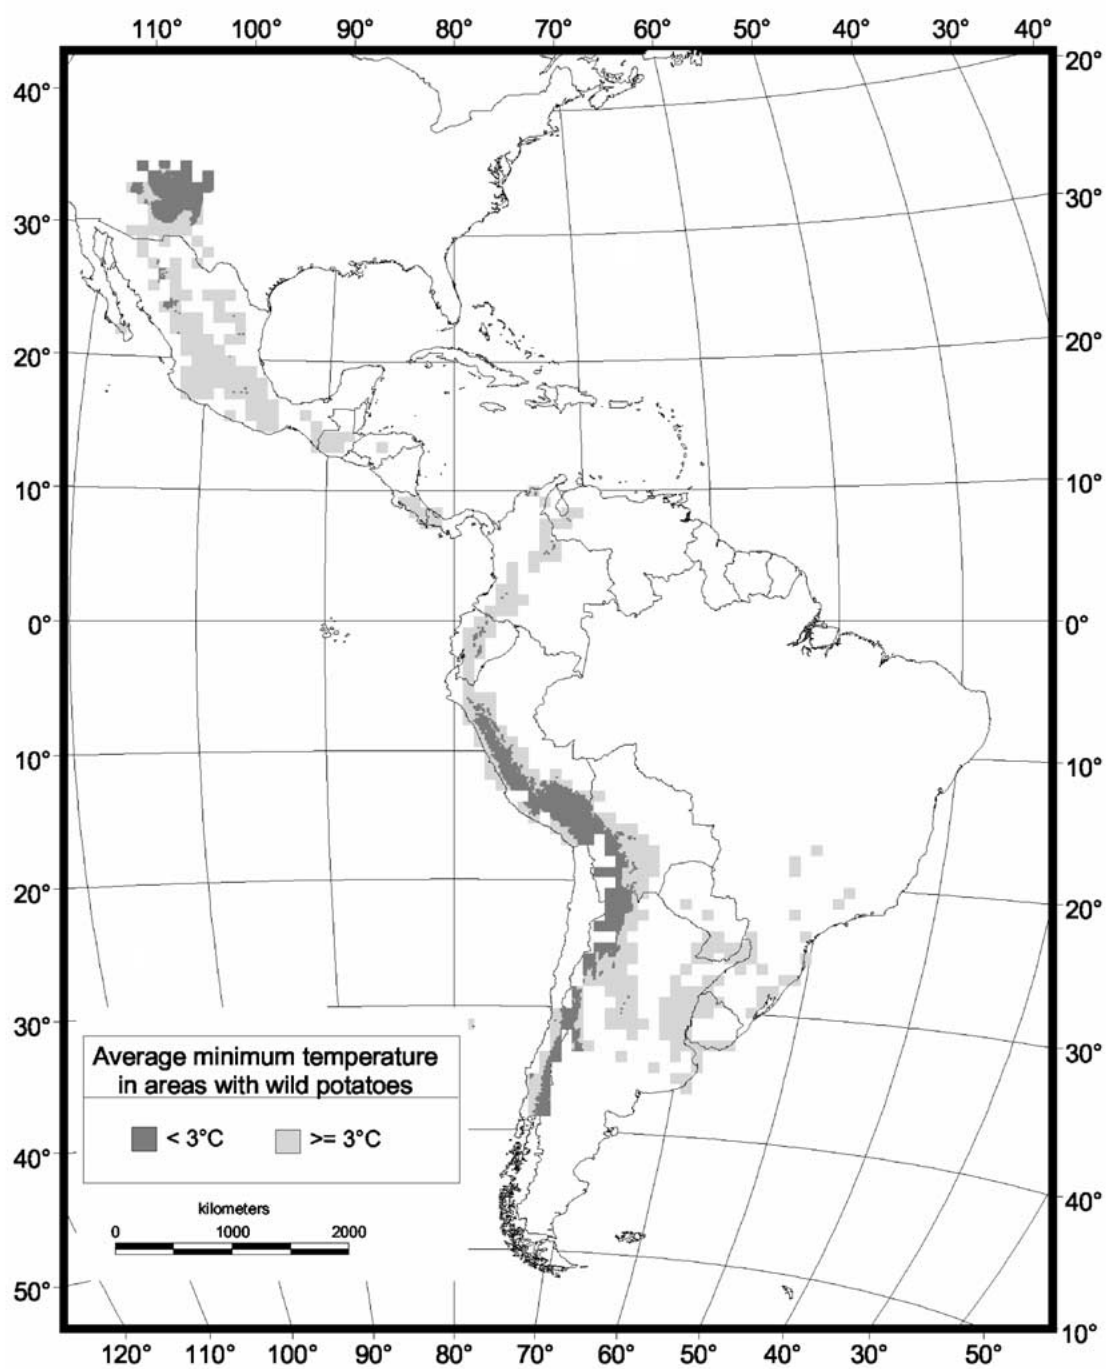 110° 100° 90° 80° 70° 60° 50° 40° 30° 40°
20°
40°
30°
30°
20°
20°
10°
10°
0°
0°
10°
10°
20°
20°
30°
30°
Average minimum temperature
in areas with wild potatoes
< 3°C >= 3°C
40°
40°
kilometers
0 1000 2000
50°
10°
120° 110° 100° 90° 80° 70° 60° 50° 40° 30° 50°